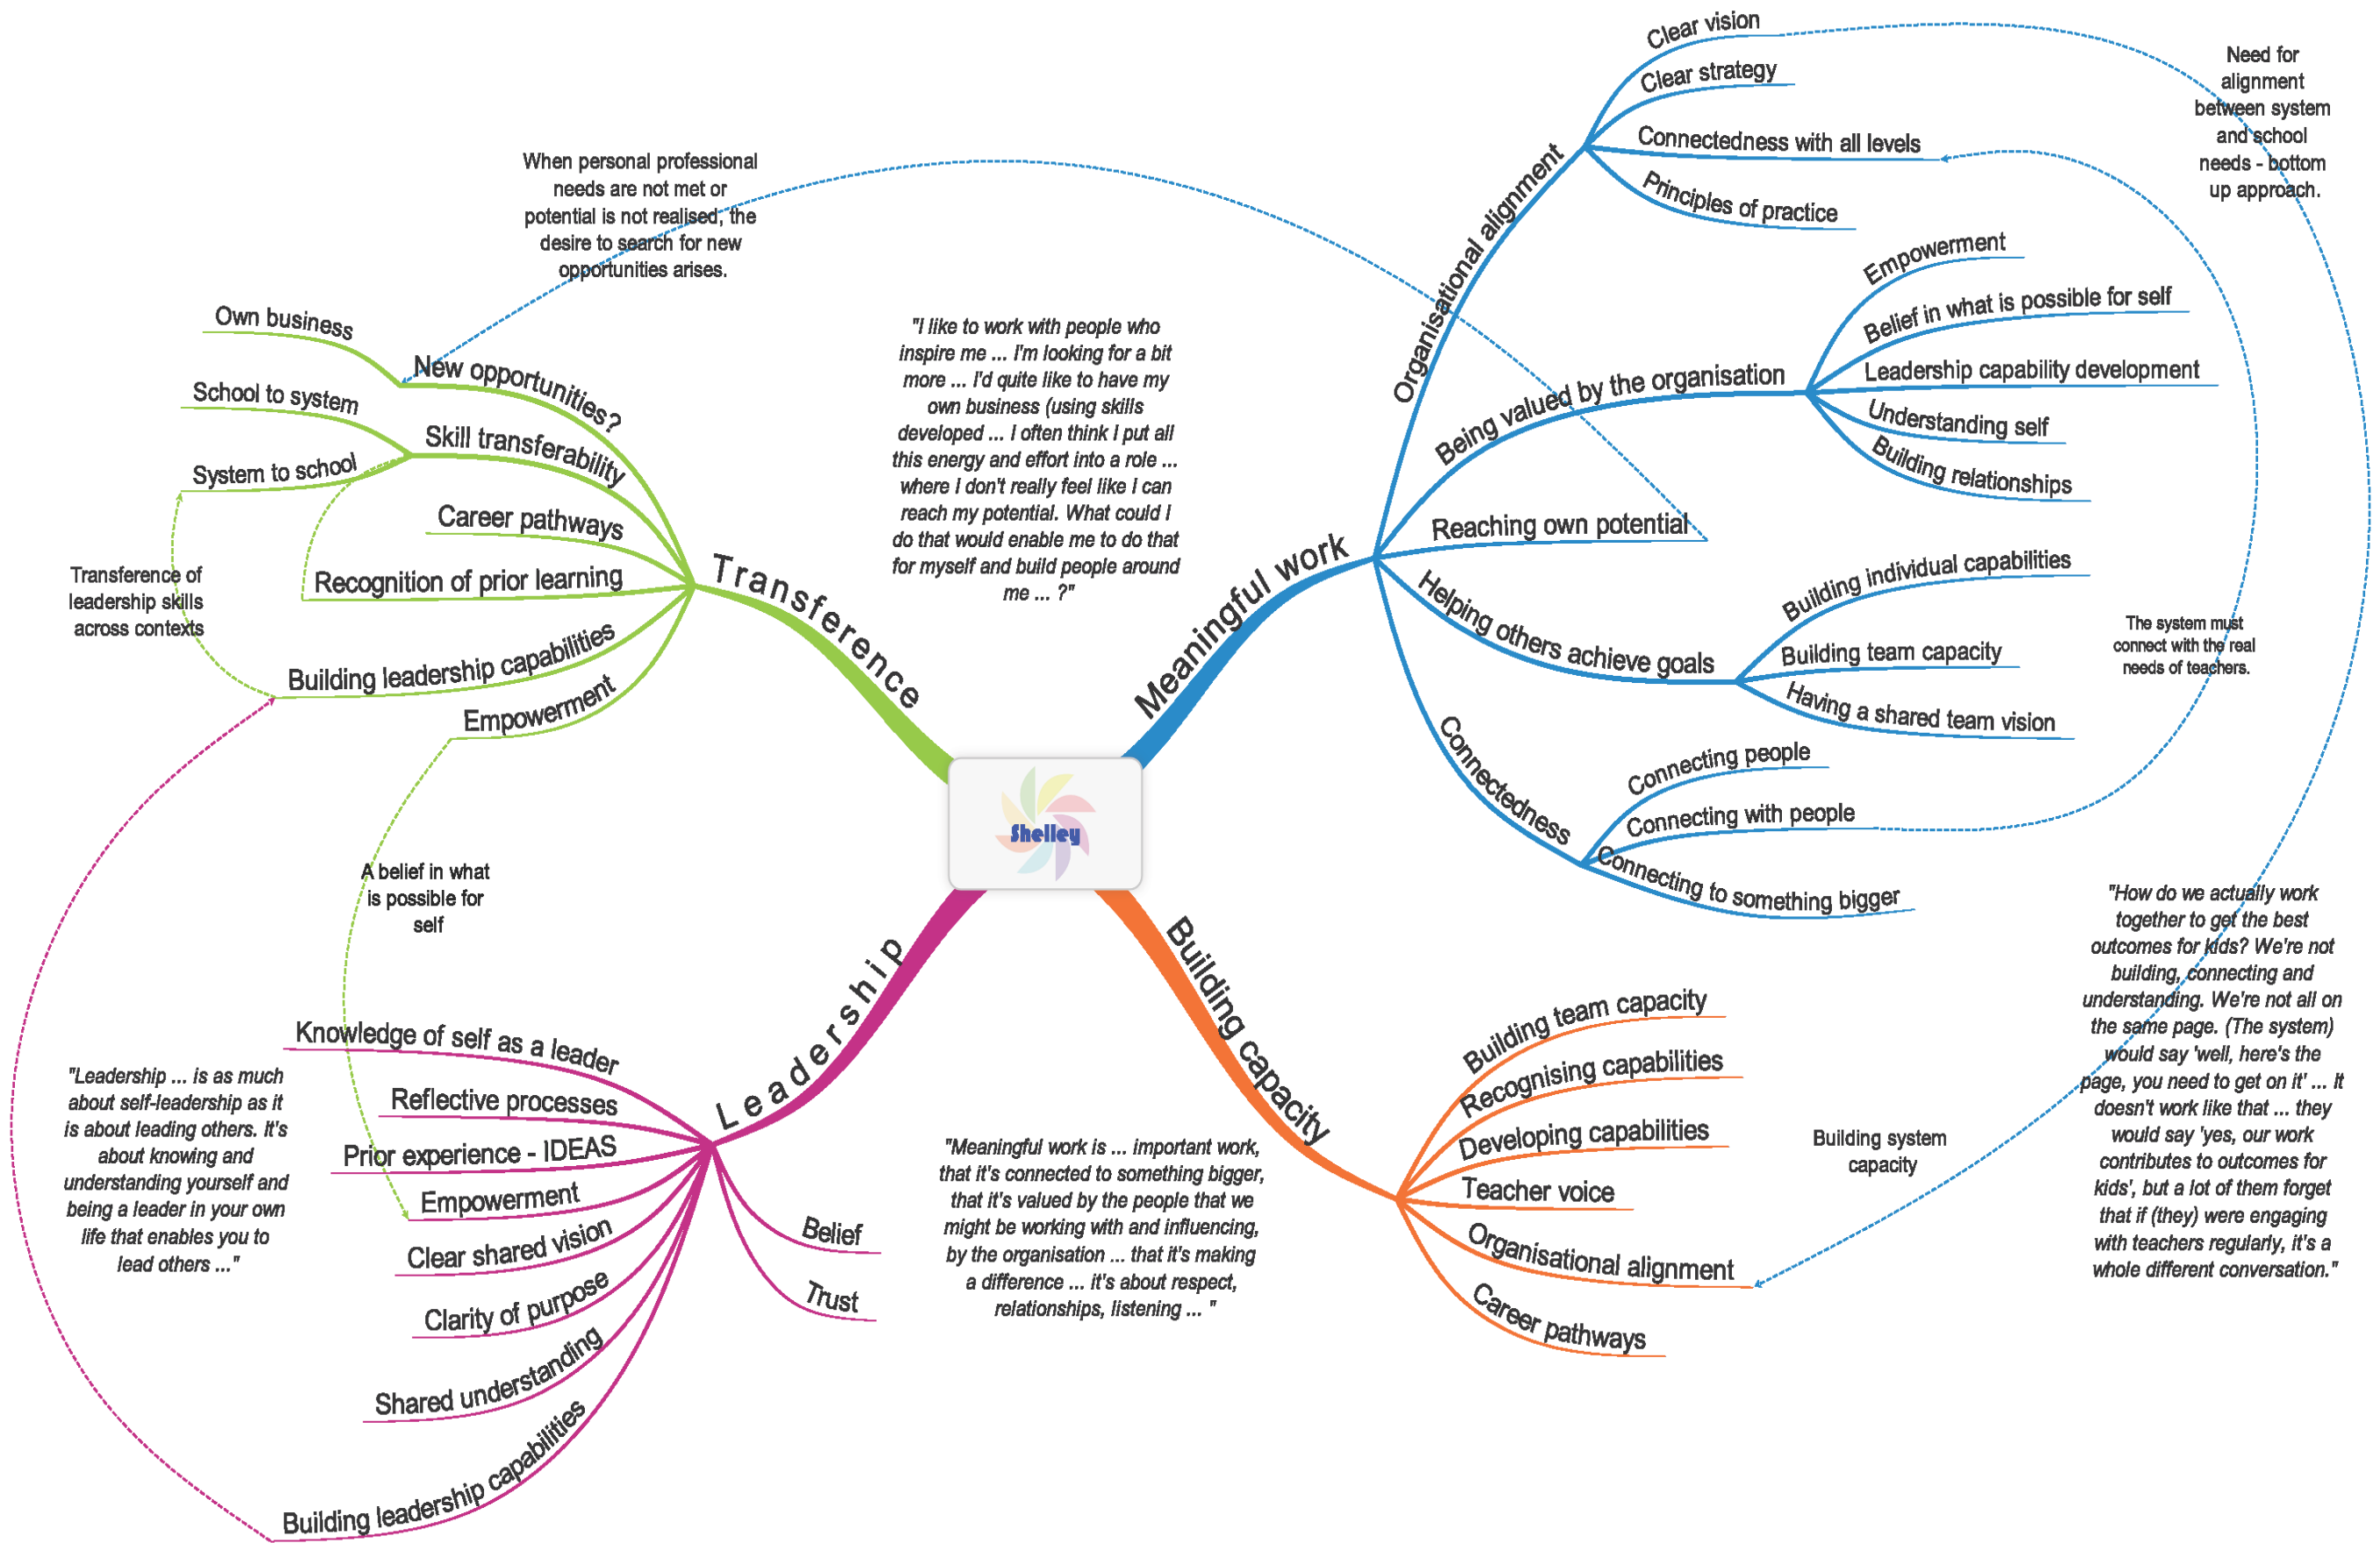 Shelley
Meaningful work
Organisational alignment
Clear vision
Clear strategy
Connectedness with all levels
Principles of practice
Being valued by the organisation
Empowerment
Belief in what is possible for self
Leadership capability development
Understanding self
Building relationships
Reaching own potential
Helping others achieve goals
Building individual capabilities
Building team capacity
Having a shared team vision
Connectedness
Connecting people
Connecting with people
Connecting to something bigger
Need for
alignment
between system
and school
needs - bottom
up approach.
The system must
connect with the real
needs of teachers.
"How do we actually work
together to get the best
outcomes for kids? We're not
building, connecting and
understanding. We're not all on
the same page. (The system)
would say 'well, here's the
page, you need to get on it' ... It
doesn't work like that ... they
would say 'yes, our work
contributes to outcomes for
kids', but a lot of them forget
that if (they) were engaging
with teachers regularly, it's a
whole different conversation."
Building capacity
Building team capacity
Recognising capabilities
Developing capabilities
Teacher voice
Organisational alignment
Career pathways
Building system
capacity
"Meaningful work is ... important work,
that it's connected to something bigger,
that it's valued by the people that we
might be working with and influencing,
by the organisation ... that it's making
a difference ... it's about respect,
relationships, listening ... "
Leadership
Knowledge of self as a leader
Reflective processes
Prior experience - IDEAS
Empowerment
Clear shared vision
Clarity of purpose
Shared understanding
Building leadership capabilities
Belief
Trust
"Leadership ... is as much
about self-leadership as it
is about leading others. It's
about knowing and
understanding yourself and
being a leader in your own
life that enables you to
lead others ..."
A belief in what
is possible for
self
Transference
New opportunities?
Own business
Skill transferability
School to system
System to school
Career pathways
Recognition of prior learning
Building leadership capabilities
Empowerment
Transference of
leadership skills
across contexts
When personal professional
needs are not met or
potential is not realised, the
desire to search for new
opportunities arises.
"I like to work with people who
inspire me ... I'm looking for a bit
more ... I'd quite like to have my
own business (using skills
developed ... I often think I put all
this energy and effort into a role ...
where I don't really feel like I can
reach my potential. What could I
do that would enable me to do that
for myself and build people around
me ... ?"